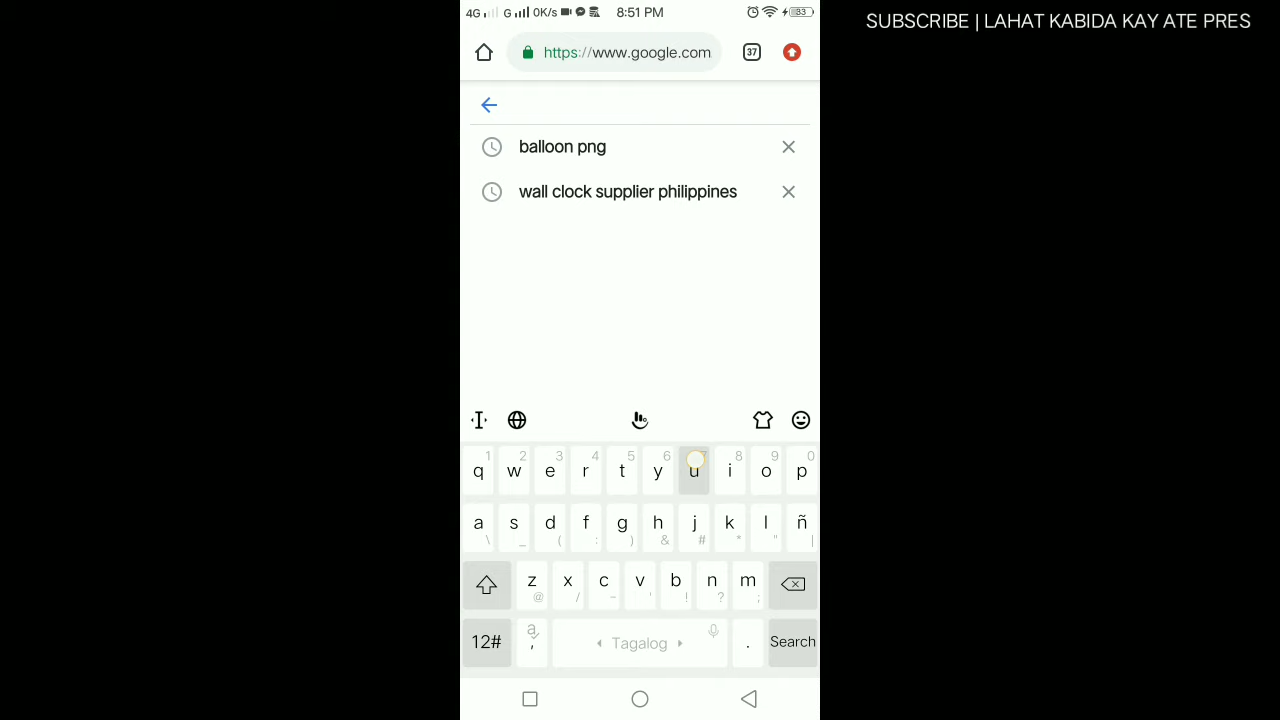 4G G 0K/s 8:51 PM 33
SUBSCRIBE | LAHAT KABIDA KAY ATE PRES
https://www.google.com 37
balloon png
wall clock supplier philippines
1 2 3 4 5 6 7 8 9 0
q w e r t y u i o p
a s d f g h j k l ñ
\ _ ( : ) & # * " |
z x c v b n m
@ / - ' ! ? ;
12# a , Tagalog . Search